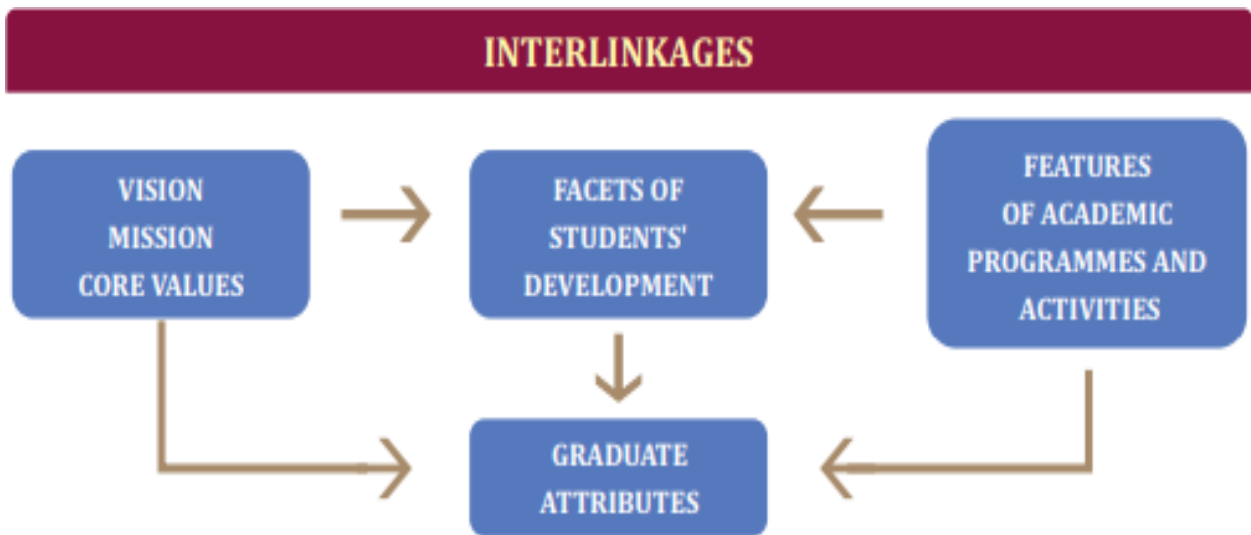 INTERLINKAGES
VISION
MISSION
CORE VALUES
FACETS OF
STUDENTS'
DEVELOPMENT
FEATURES
OF ACADEMIC
PROGRAMMES AND
ACTIVITIES
GRADUATE
ATTRIBUTES